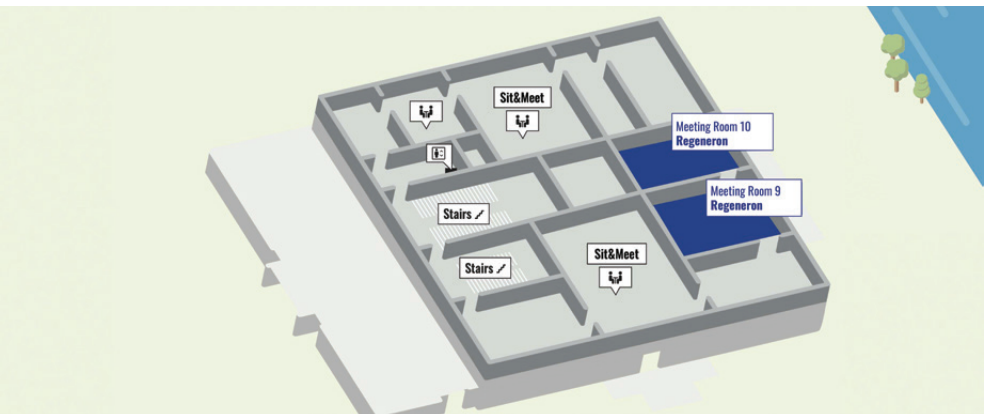 Sit&Meet
Meeting Room 10
Regeneron
Meeting Room 9
Regeneron
Stairs
Sit&Meet
Stairs